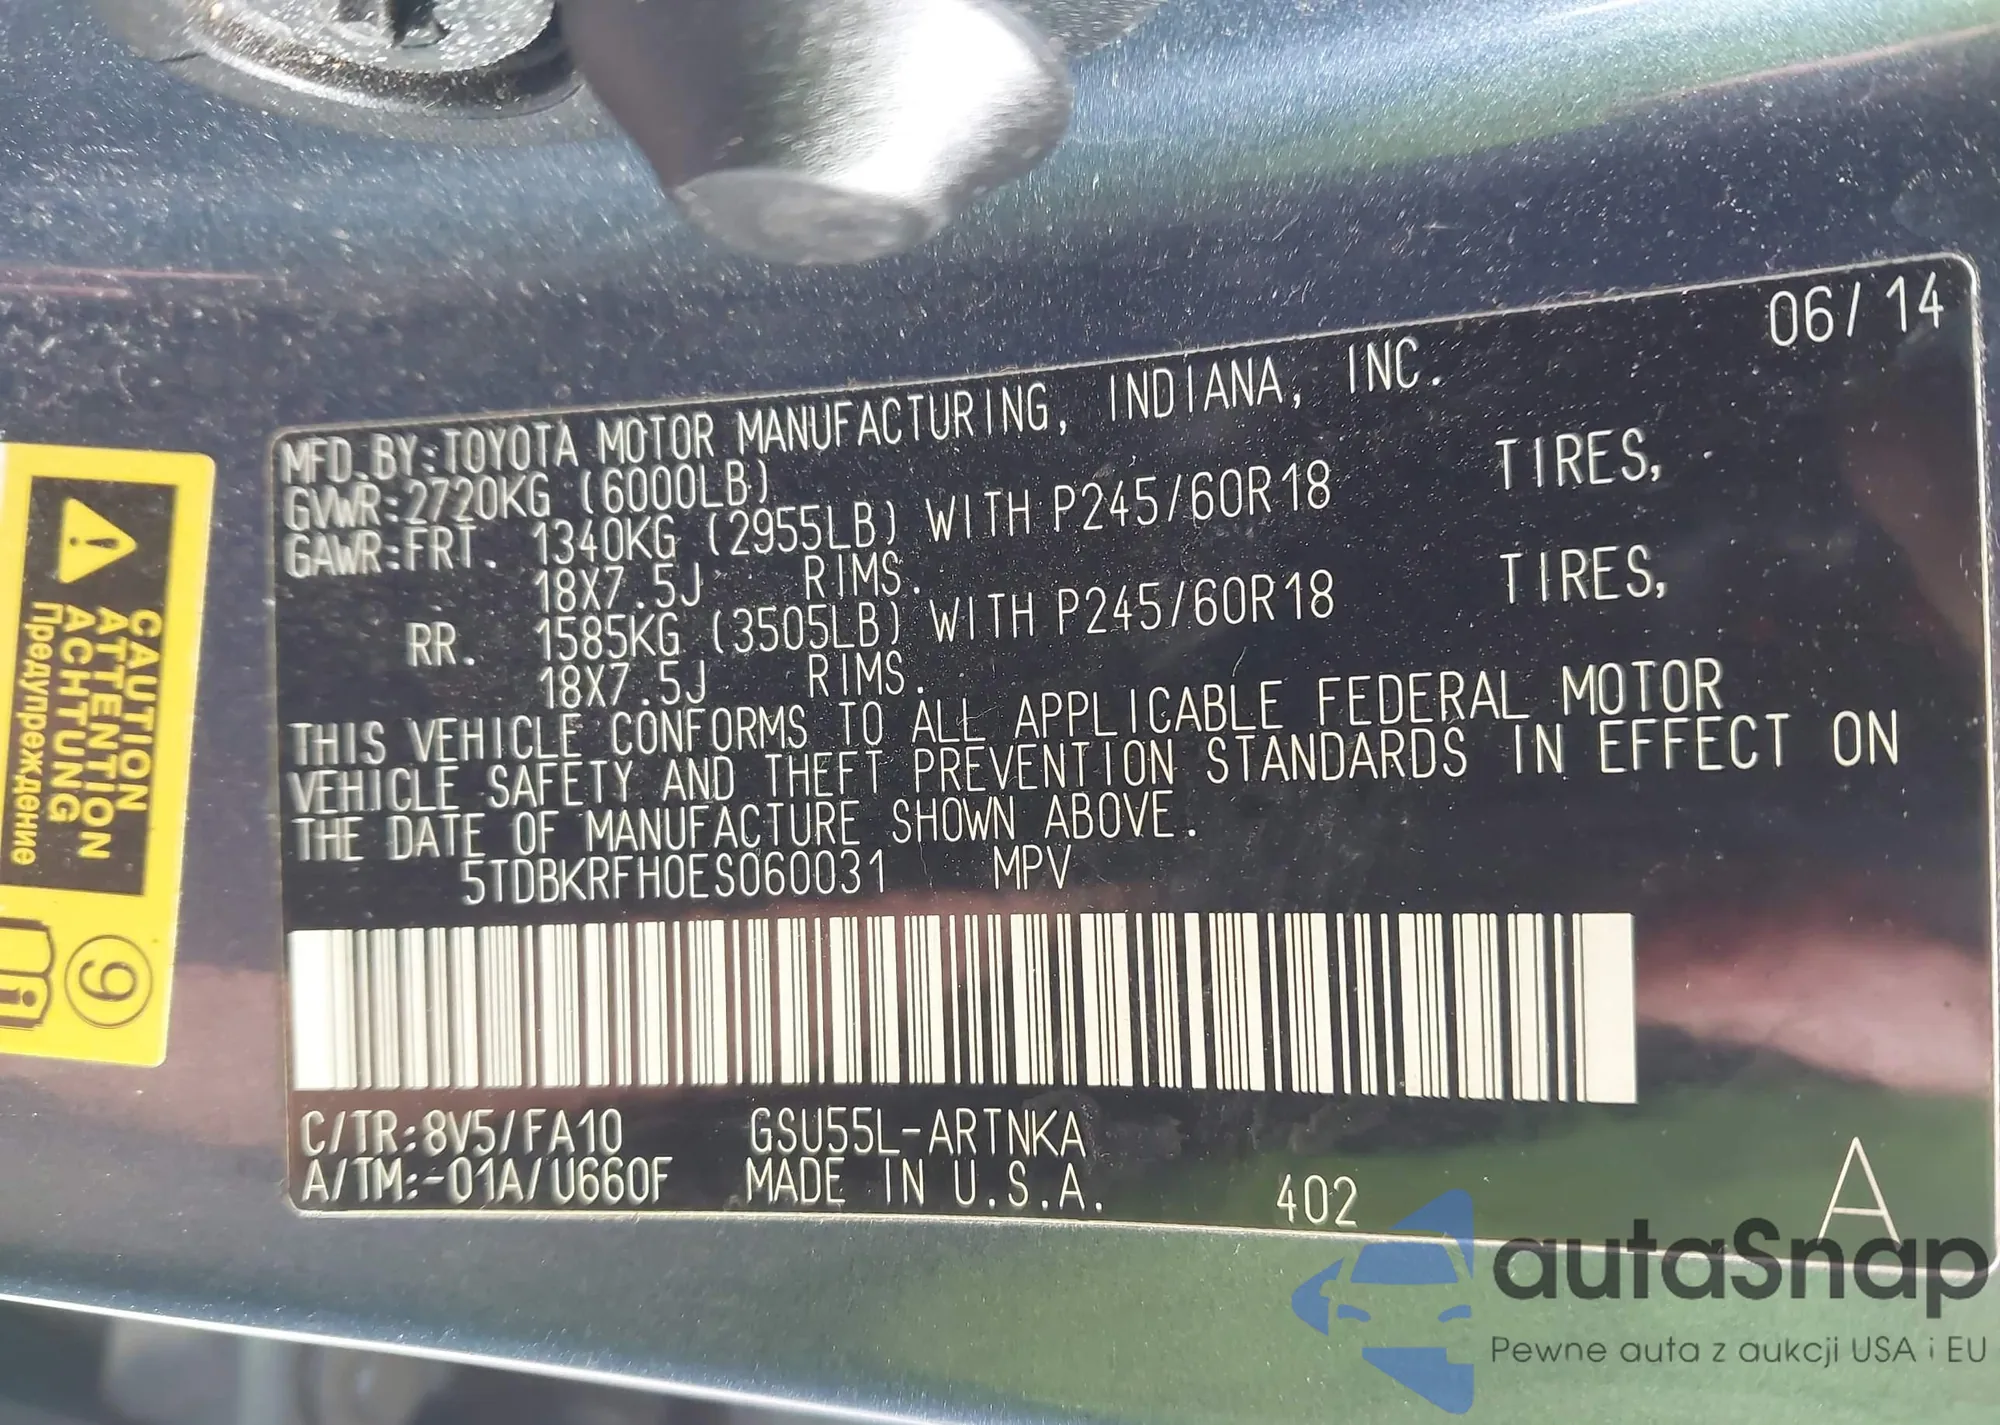 06/14
MFD.BY:TOYOTA MOTOR MANUFACTURING, INDIANA, INC.
GVWR:2720KG (6000LB)
GAWR:FRT. 1340KG (2955LB) WITH P245/60R18 TIRES,
18X7.5J RIMS.
RR. 1585KG (3505LB) WITH P245/60R18 TIRES,
18X7.5J RIMS.
THIS VEHICLE CONFORMS TO ALL APPLICABLE FEDERAL MOTOR
VEHICLE SAFETY AND THEFT PREVENTION STANDARDS IN EFFECT ON
THE DATE OF MANUFACTURE SHOWN ABOVE.
5TDBKRFH0ES060031 MPV
C/TR:8V5/FA10 GSU55L-ARTNKA
A/TM:-01A/U660F MADE IN U.S.A. 402 A
CAUTION
ATTENTION
ACHTUNG
Предупреждение
9
autaSnap
Pewne auta z aukcji USA i EU